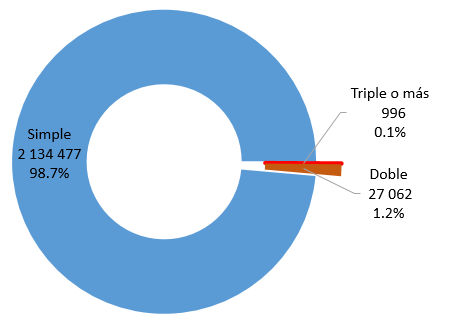 Simple
2 134 477
98.7%
Triple o más
996
0.1%
Doble
27 062
1.2%